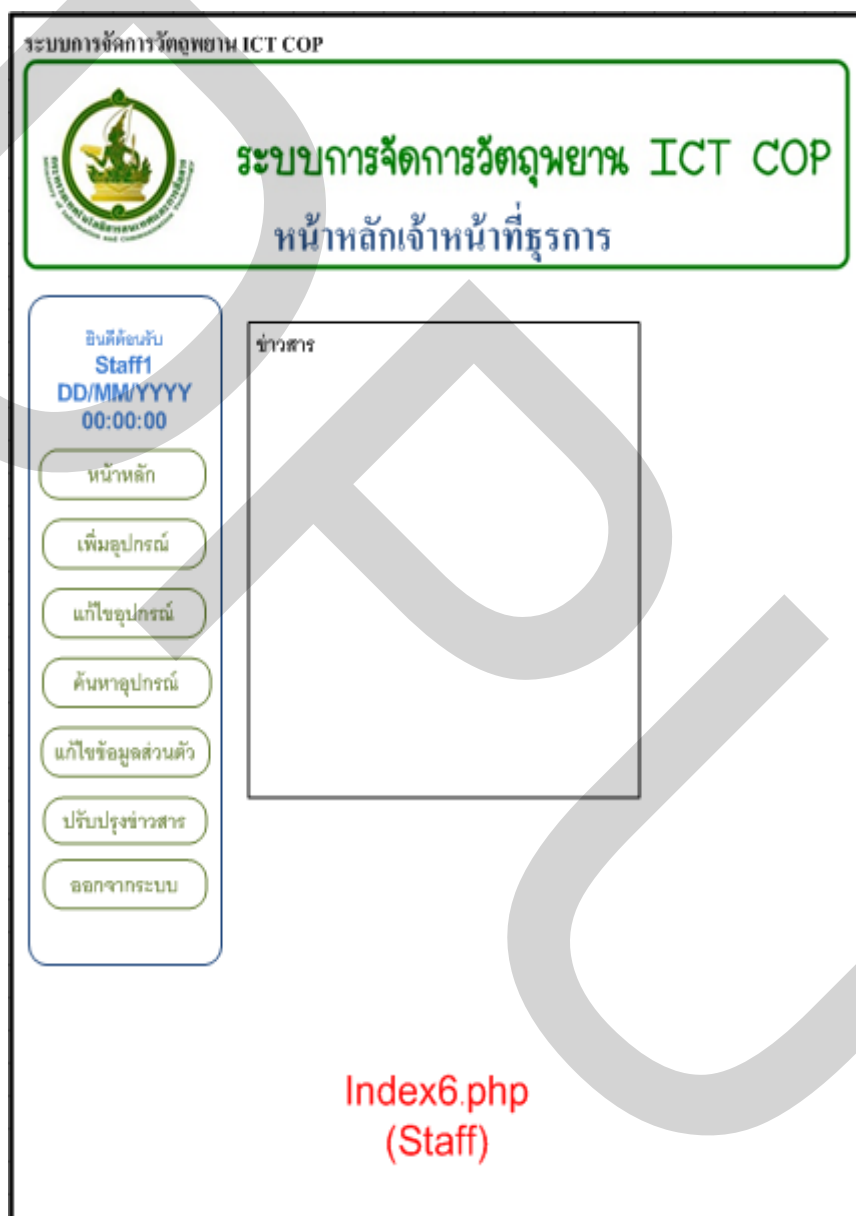 ระบบการจัดการวัตถุพยาน ICT COP
ระบบการจัดการวัตถุพยาน ICT COP
หน้าหลักเจ้าหน้าที่ธุรการ
ยินดีต้อนรับ
Staff1
DD/MM/YYYY
00:00:00
หน้าหลัก
เพิ่มอุปกรณ์
แก้ไขอุปกรณ์
ค้นหาอุปกรณ์
แก้ไขข้อมูลส่วนตัว
ปรับปรุงข่าวสาร
ออกจากระบบ
ข่าวสาร
Index6.php
(Staff)
DPU